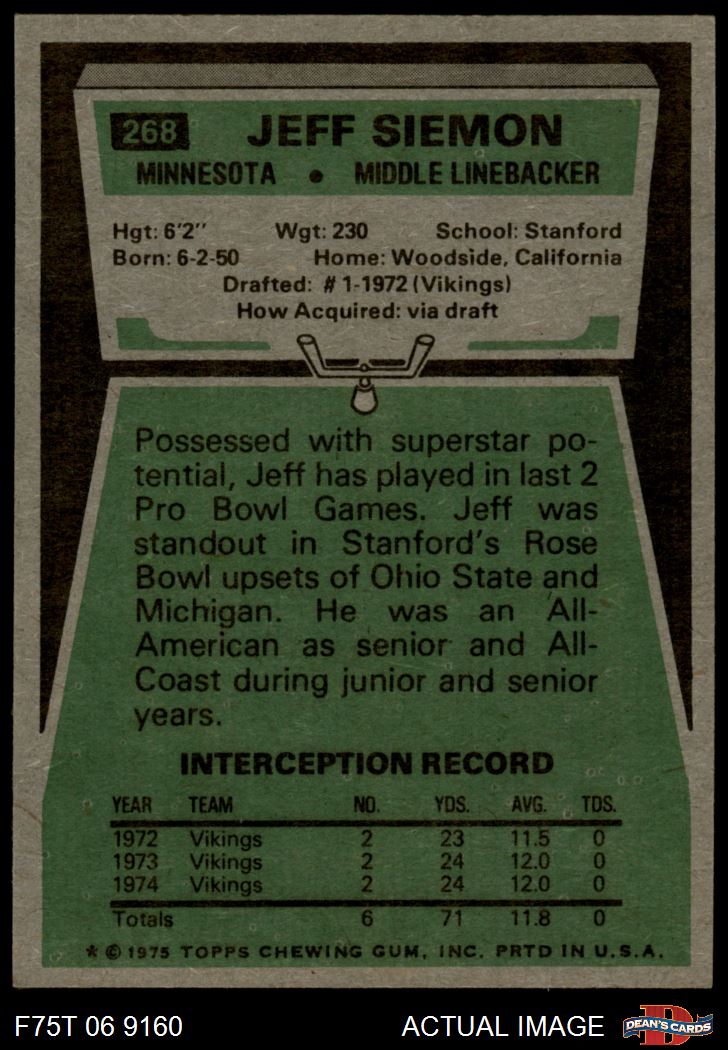 268 JEFF SIEMON
MINNESOTA • MIDDLE LINEBACKER
Hgt: 6'2" Wgt: 230 School: Stanford
Born: 6-2-50 Home: Woodside, California
Drafted: #1-1972 (Vikings)
How Acquired: via draft
Possessed with superstar po-
tential, Jeff has played in last 2
Pro Bowl Games. Jeff was
standout in Stanford's Rose
Bowl upsets of Ohio State and
Michigan. He was an All-
American as senior and All-
Coast during junior and senior
years.
INTERCEPTION RECORD
YEAR TEAM NO. YDS. AVG. TDS.
1972 Vikings 2 23 11.5 0
1973 Vikings 2 24 12.0 0
1974 Vikings 2 24 12.0 0
Totals 6 71 11.8 0
* © 1975 TOPPS CHEWING GUM, INC. PRTD IN U.S.A.
F75T 06 9160 ACTUAL IMAGE D DEAN'S CARDS